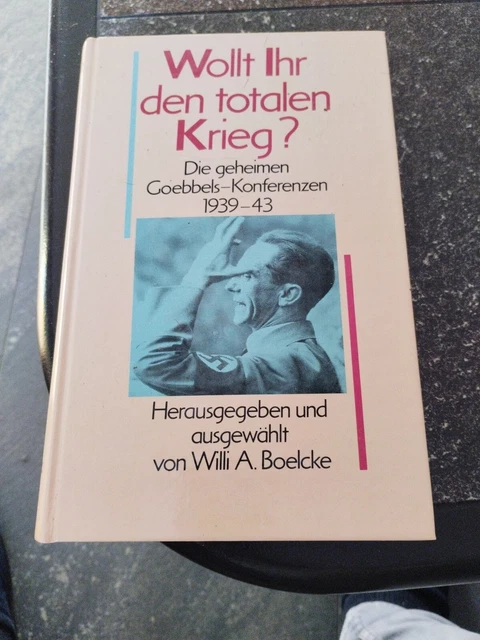 Wollt Ihr
den totalen
Krieg?
Die geheimen
Goebbels-Konferenzen
1939-43
Herausgegeben und
ausgewählt
von Willi A. Boelcke